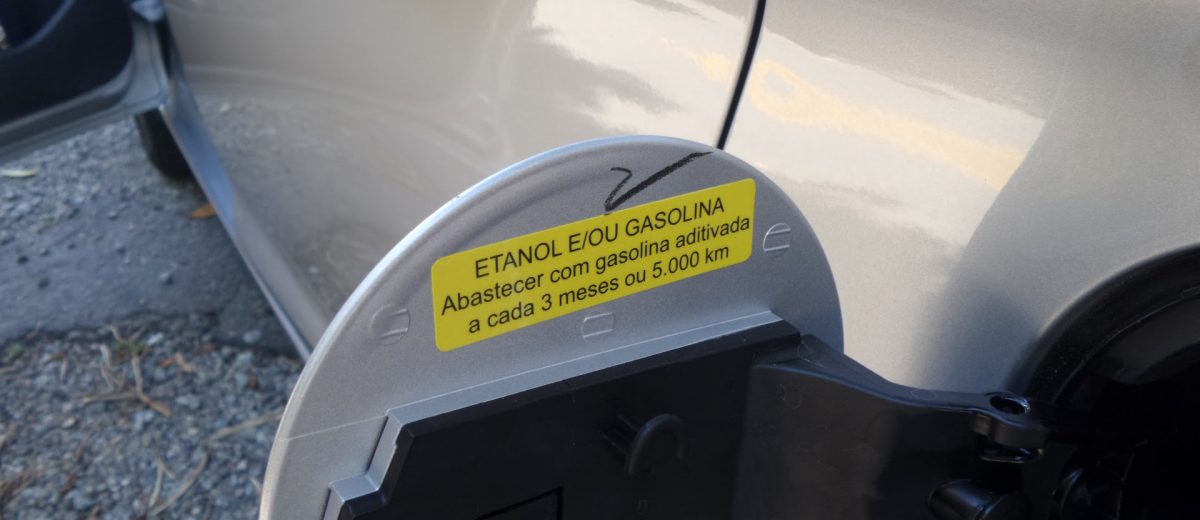 ETANOL E/OU GASOLINA
Abastecer com gasolina aditivada
a cada 3 meses ou 5.000 km